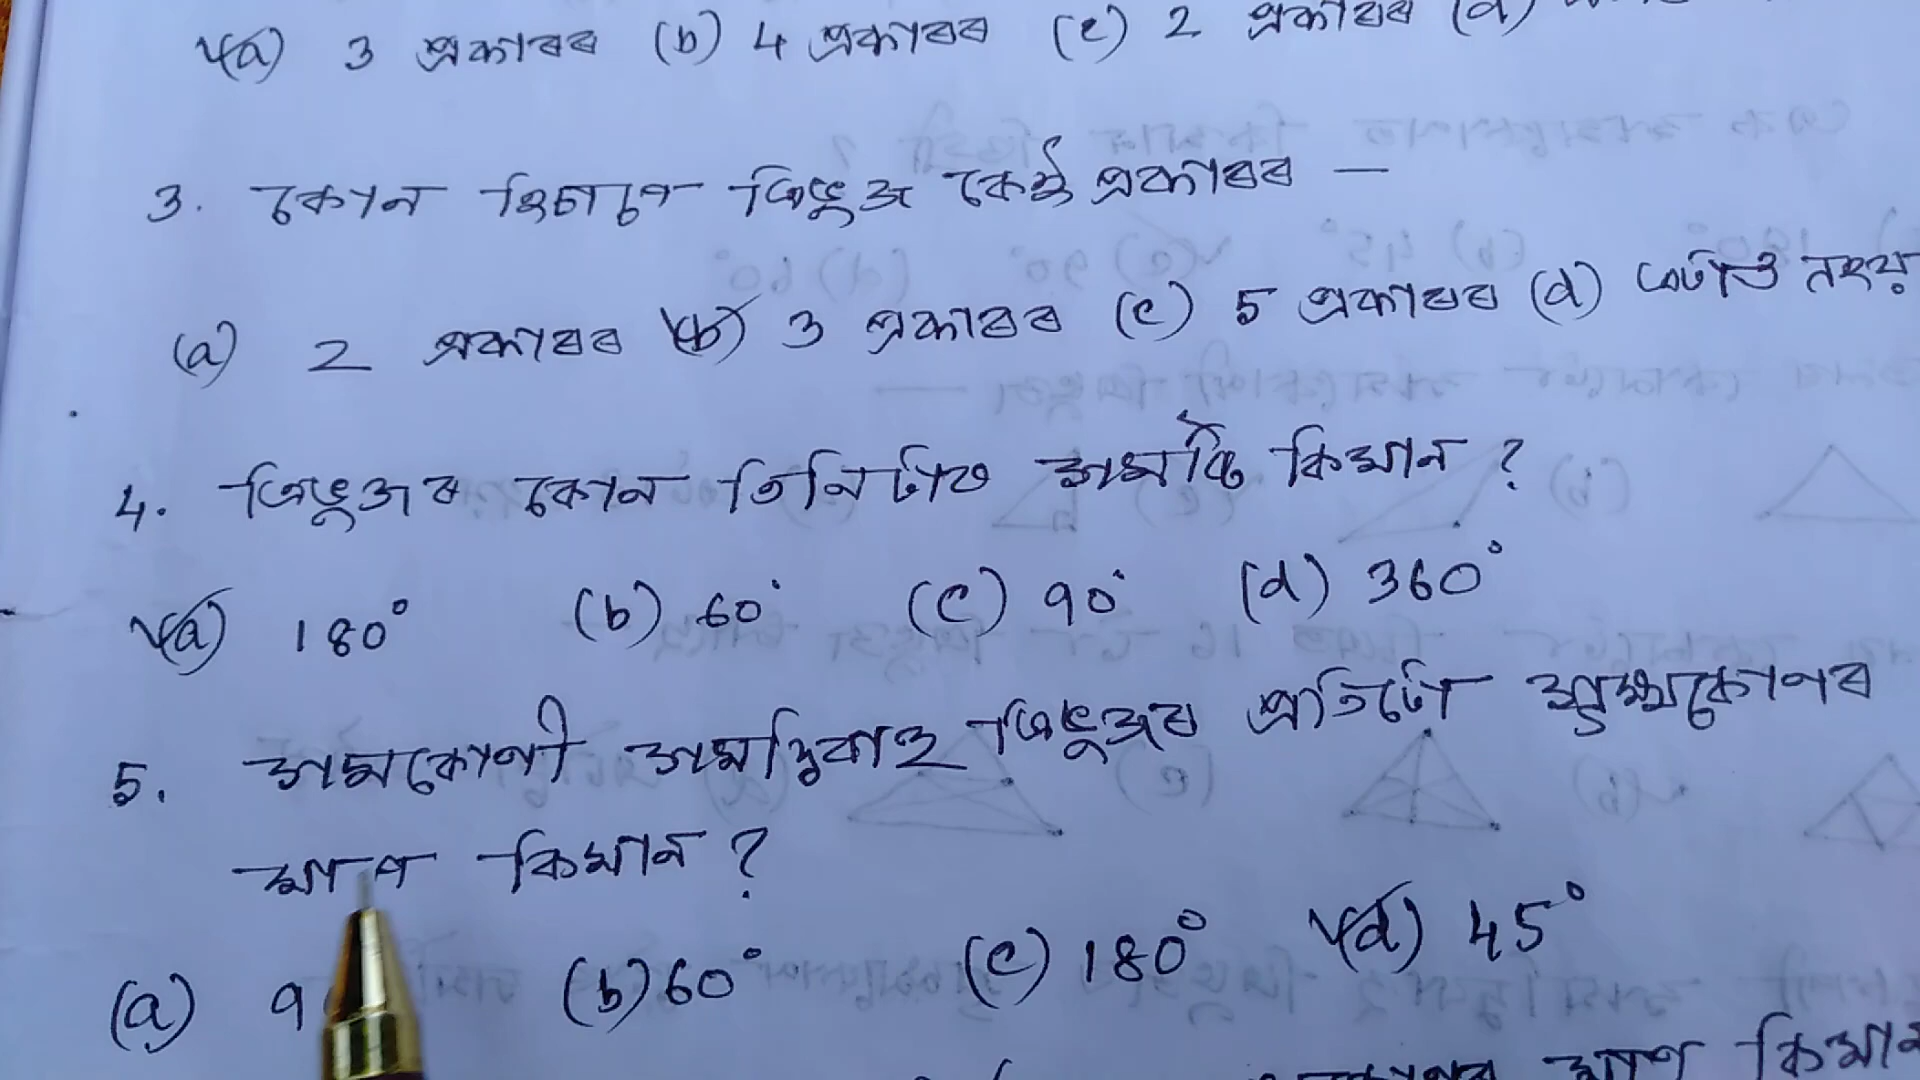 (a) 3 প্ৰকাৰৰ (b) 4 প্ৰকাৰৰ (c) 2 প্ৰকাৰৰ (d)
3. কোন হিচাপে ত্ৰিভুজ কেই প্ৰকাৰৰ —
(a) 2 প্ৰকাৰৰ (b) 3 প্ৰকাৰৰ (c) 5 প্ৰকাৰৰ (d) এটাও নহয়
4. ত্ৰিভুজৰ কোন তিনিটাৰ সমষ্টি কিমান ?
(a) 180° (b) 60° (c) 90° (d) 360°
5. সমকোণী সমদ্বিবাহু ত্ৰিভুজৰ প্ৰতিটো সূক্ষ্মকোণৰ
মাপ কিমান ?
(a) 9 (b) 60° (c) 180° (d) 45°
মাপ কিমান